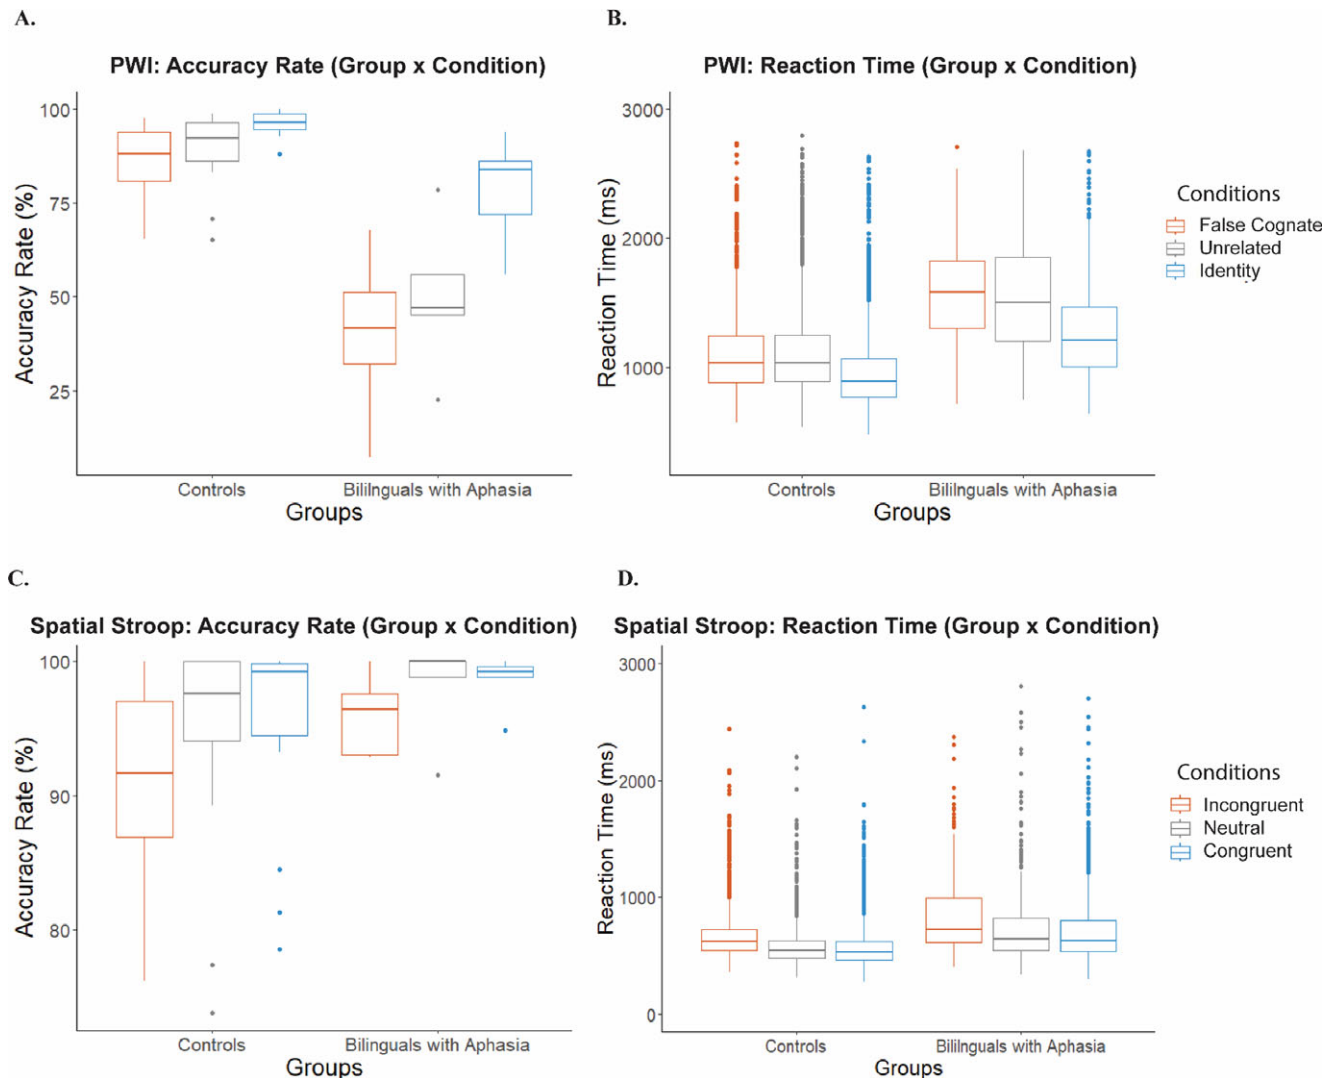 A.
PWI: Accuracy Rate (Group x Condition)
Accuracy Rate (%)
100
75
50
25
Controls
Bililnguals with Aphasia
Groups
B.
PWI: Reaction Time (Group x Condition)
Reaction Time (ms)
3000
2000
1000
Controls
Bililnguals with Aphasia
Groups
Conditions
False Cognate
Unrelated
Identity
C.
Spatial Stroop: Accuracy Rate (Group x Condition)
Accuracy Rate (%)
100
90
80
Controls
Bilinguals with Aphasia
Groups
D.
Spatial Stroop: Reaction Time (Group x Condition)
Reaction Time (ms)
3000
2000
1000
0
Controls
Bililnguals with Aphasia
Groups
Conditions
Incongruent
Neutral
Congruent